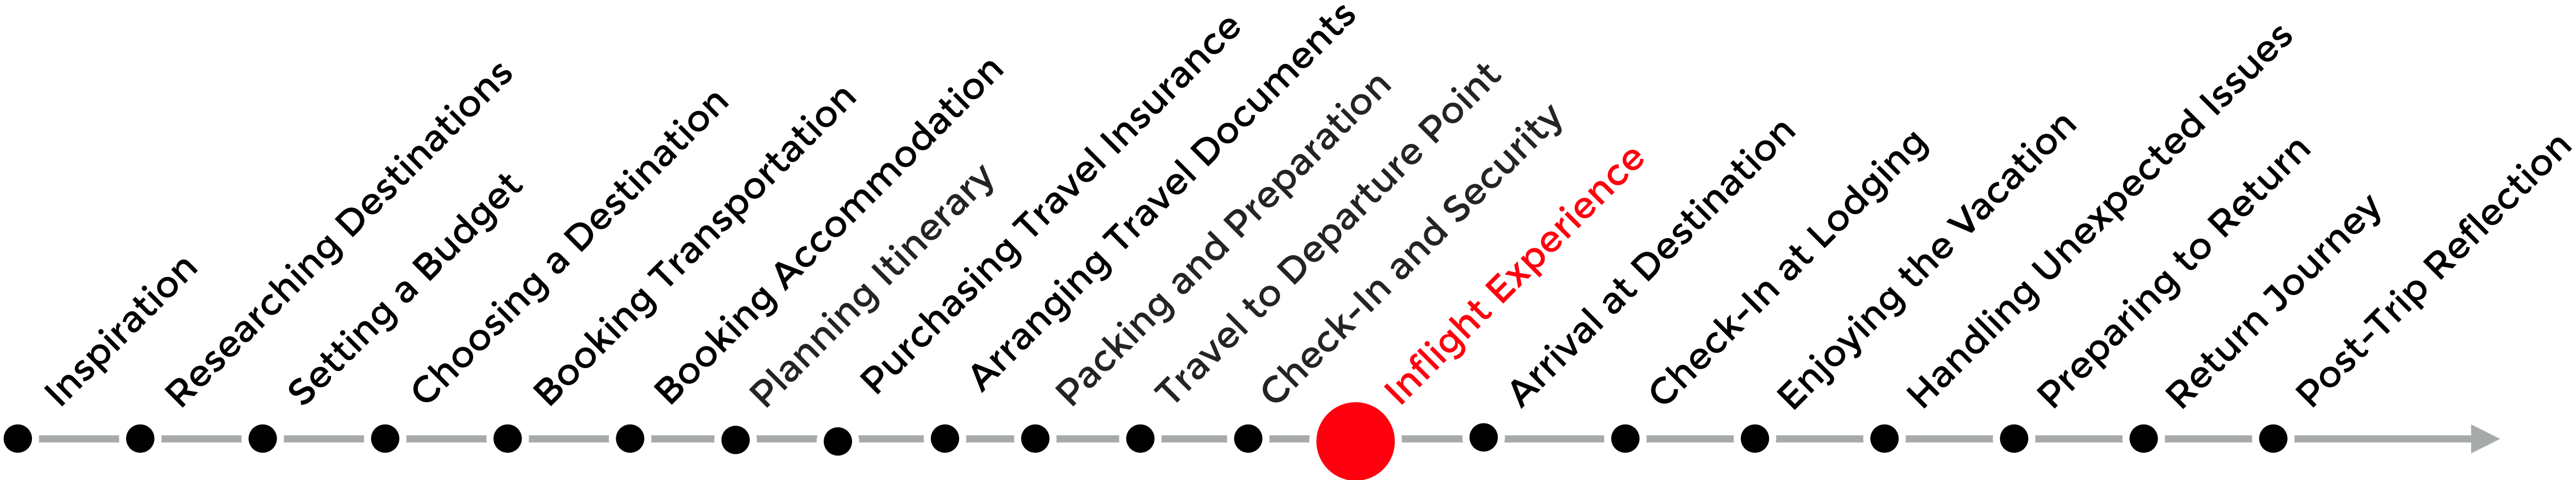 Inspiration
Researching Destinations
Setting a Budget
Choosing a Destination
Booking Transportation
Booking Accommodation
Planning Itinerary
Purchasing Travel Insurance
Arranging Travel Documents
Packing and Preparation
Travel to Departure Point
Check-In and Security
Inflight Experience
Arrival at Destination
Check-In at Lodging
Enjoying the Vacation
Handling Unexpected Issues
Preparing to Return
Return Journey
Post-Trip Reflection